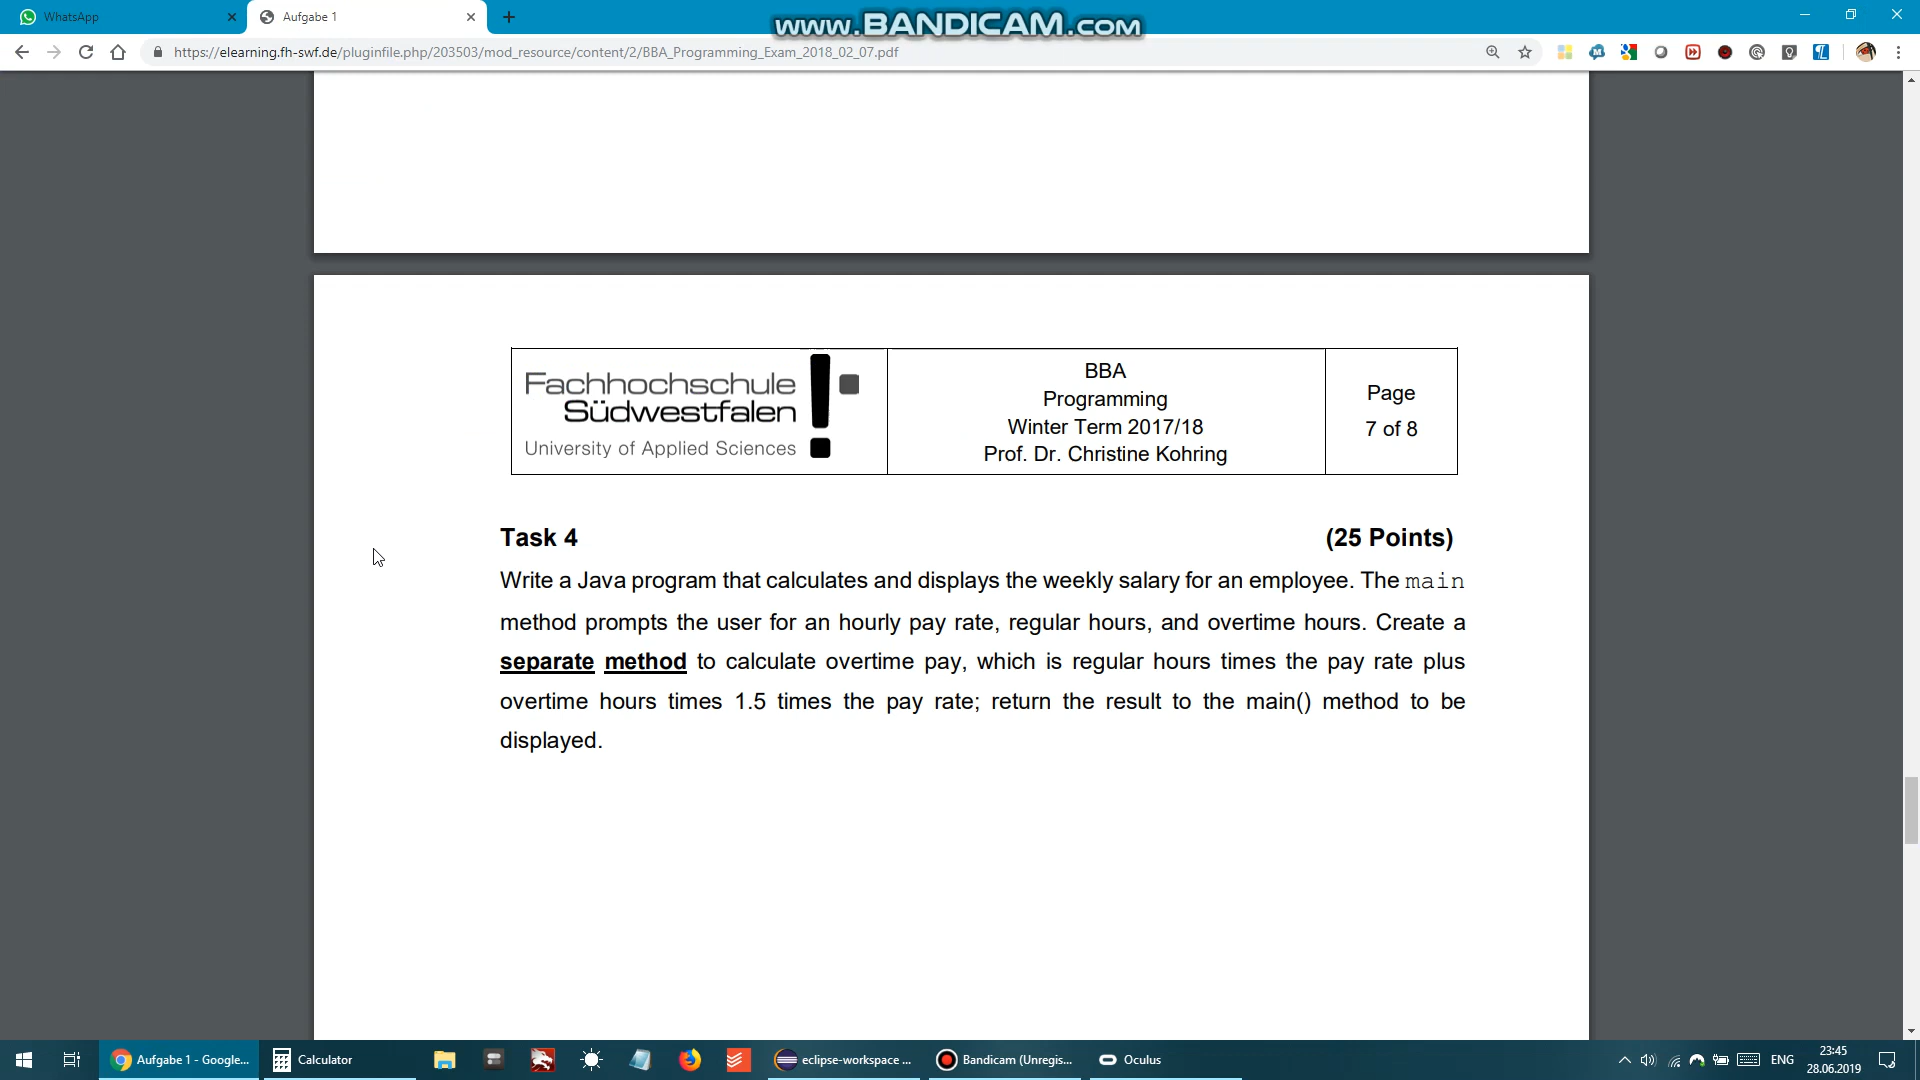 WhatsApp
Aufgabe 1
www.BANDICAM.com
https://elearning.fh-swf.de/pluginfile.php/203503/mod_resource/content/2/BBA_Programming_Exam_2018_02_07.pdf
Fachhochschule
Südwestfalen
University of Applied Sciences
BBA
Programming
Winter Term 2017/18
Prof. Dr. Christine Kohring
Page
7 of 8
Task 4 (25 Points)
Write a Java program that calculates and displays the weekly salary for an employee. The main
method prompts the user for an hourly pay rate, regular hours, and overtime hours. Create a
separate method to calculate overtime pay, which is regular hours times the pay rate plus
overtime hours times 1.5 times the pay rate; return the result to the main() method to be
displayed.
Aufgabe 1 - Google...
Calculator
eclipse-workspace ...
Bandicam (Unregis...
Oculus
ENG
23:45
28.06.2019